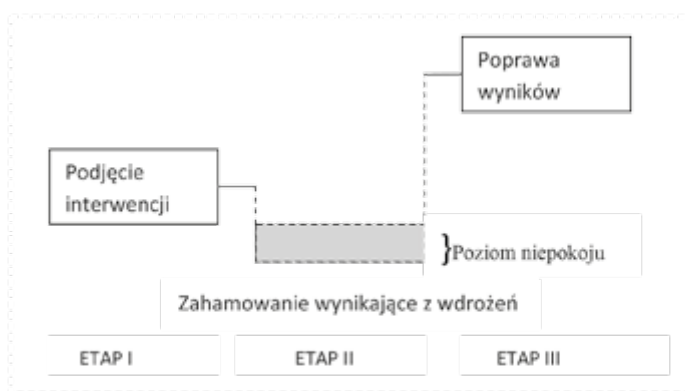 Poprawa
wyników
Podjęcie
interwencji
}Poziom niepokoju
Zahamowanie wynikające z wdrożeń
ETAP I
ETAP II
ETAP III